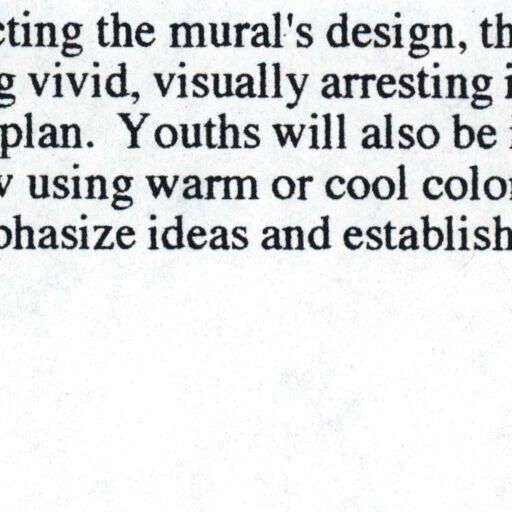 cting the mural's design, th
g vivid, visually arresting i
plan. Youths will also be i
w using warm or cool color
phasize ideas and establish